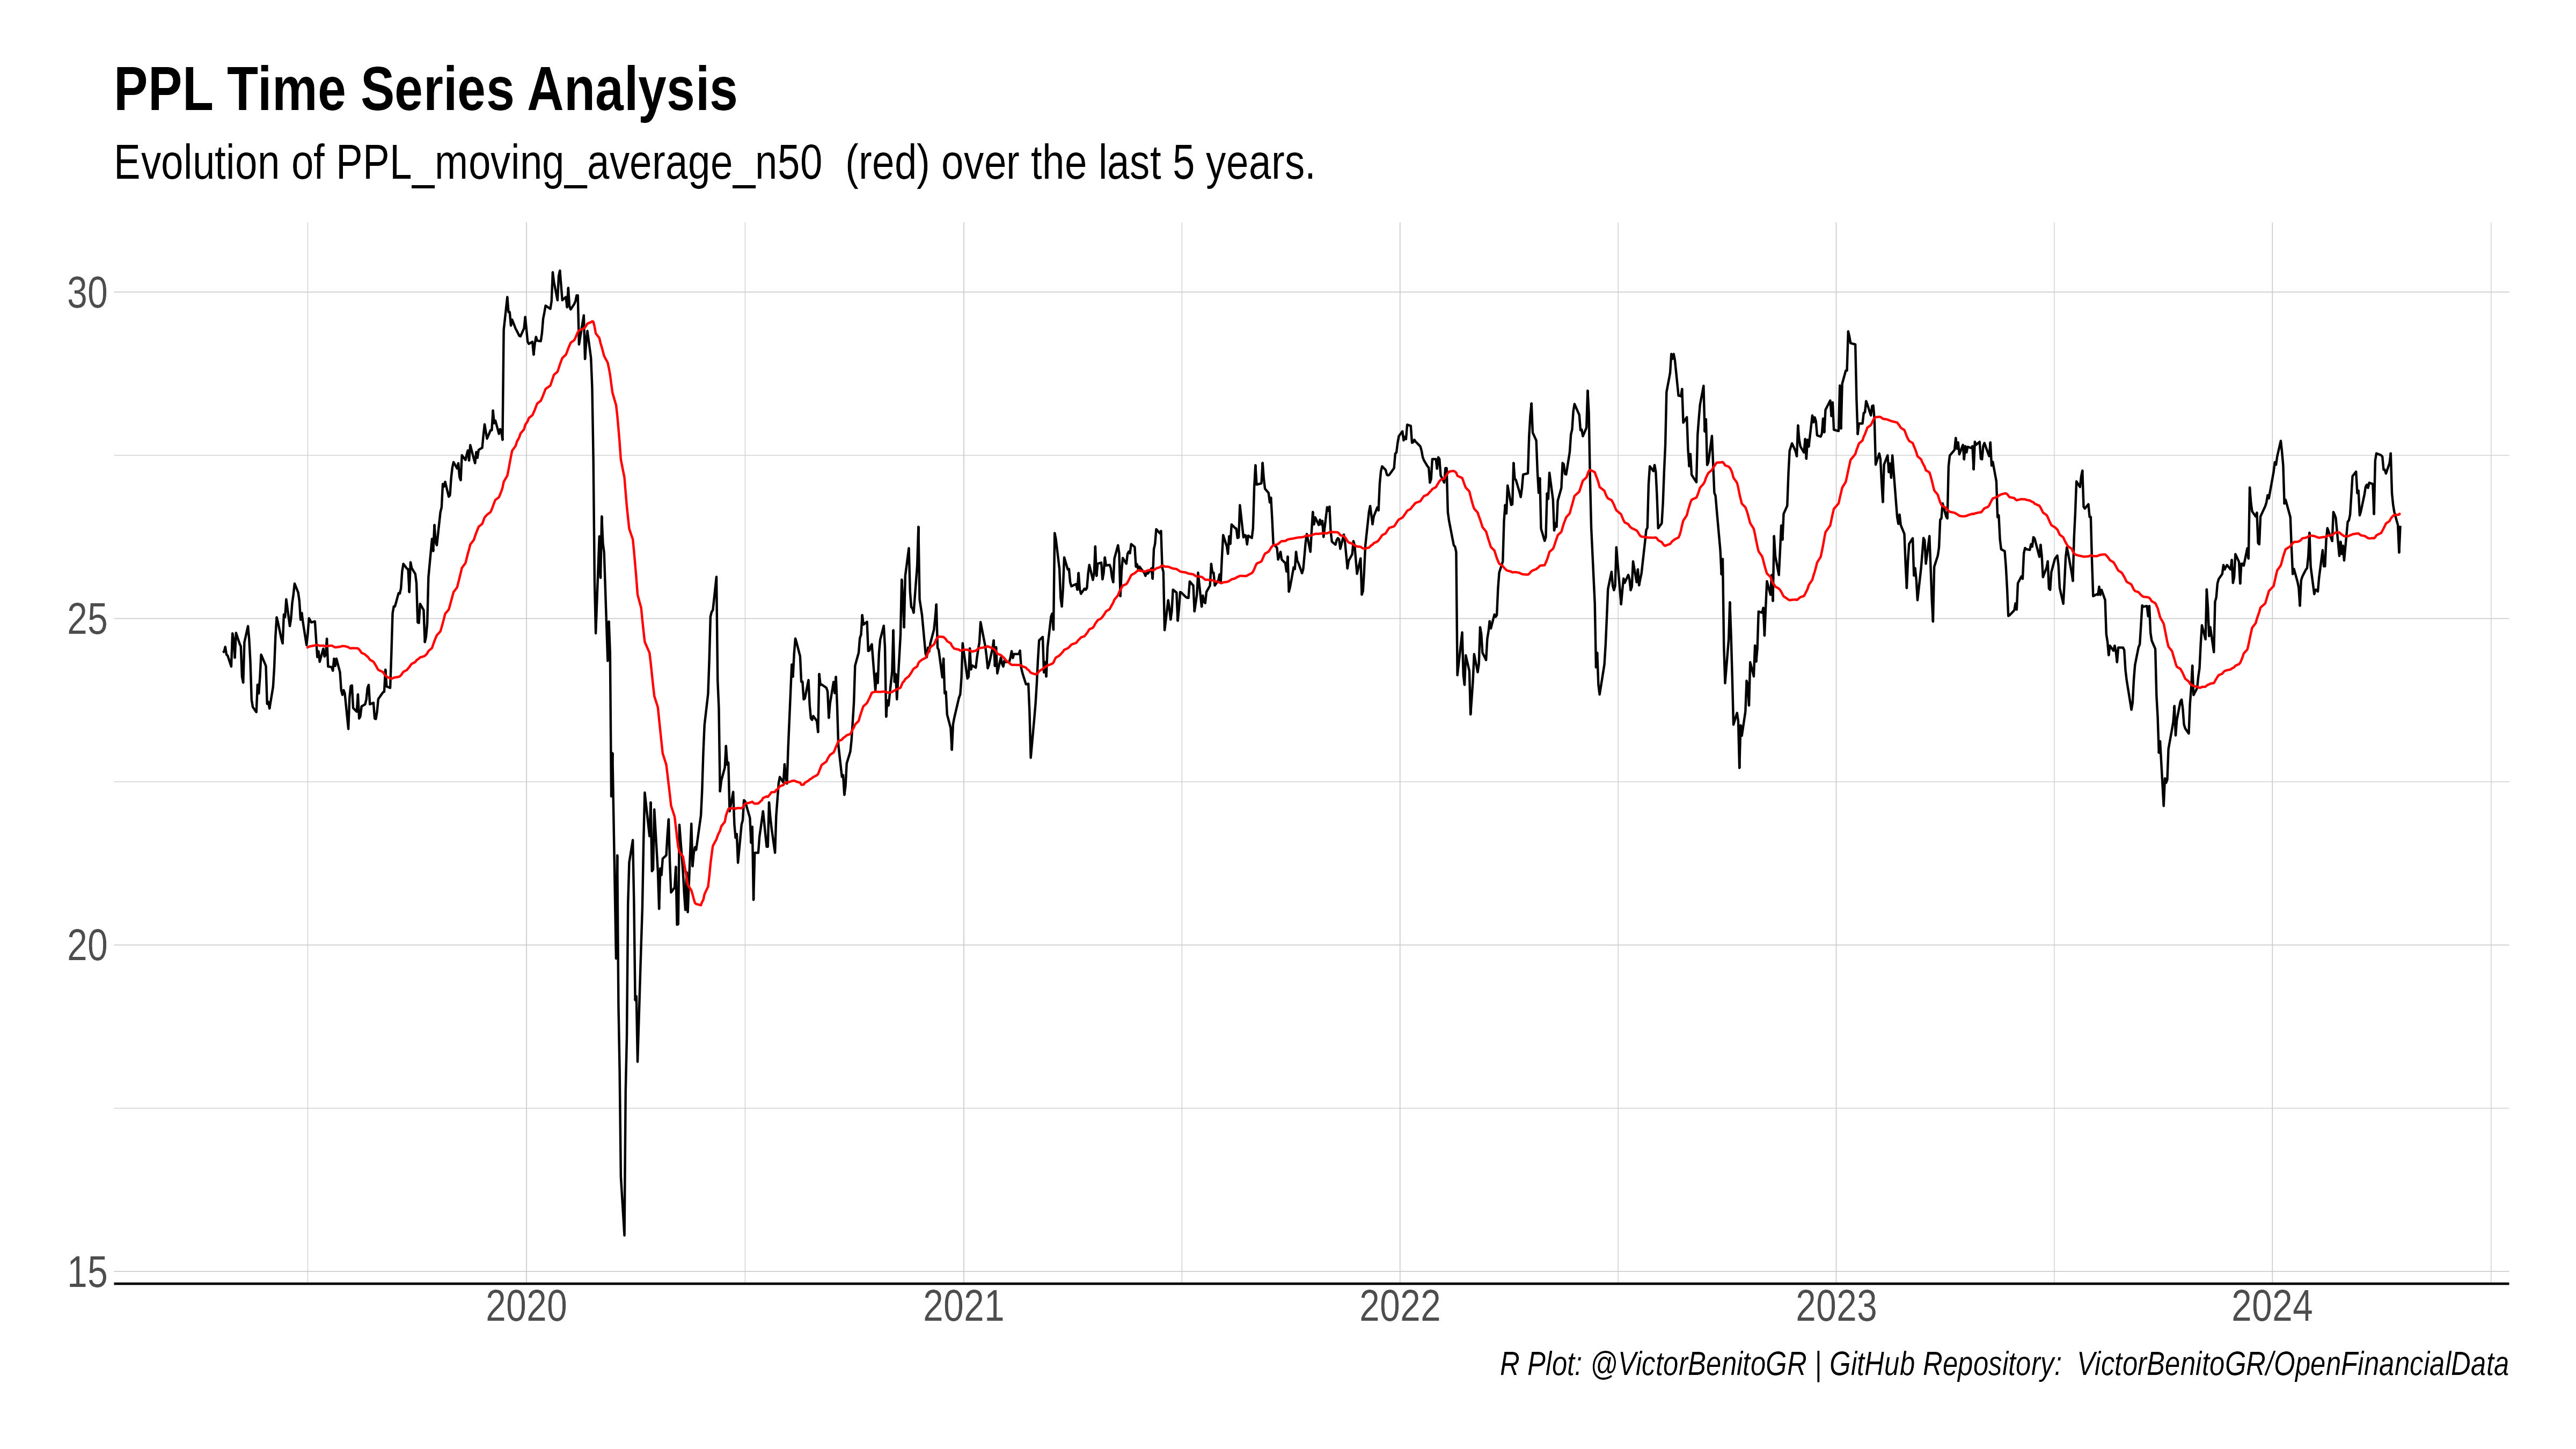 PPL Time Series Analysis
Evolution of PPL_moving_average_n50  (red) over the last 5 years.
30
25
20
15
2020 2021 2022 2023 2024
R Plot: @VictorBenitoGR | GitHub Repository:  VictorBenitoGR/OpenFinancialData